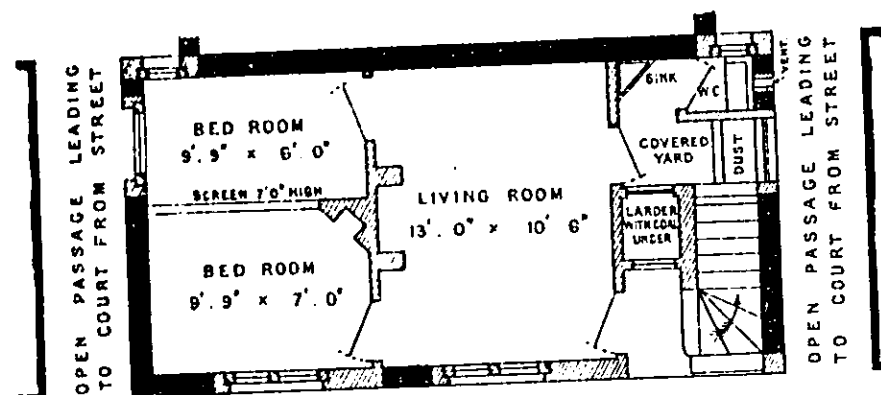 OPEN PASSAGE LEADING
TO COURT FROM STREET
BED ROOM
9'. 9" x 6'. 0"
SCREEN 7'0" HIGH
BED ROOM
9'. 9" x 7'. 0"
LIVING ROOM
13'. 0" x 10' 6"
SINK
WC
VENT.
COVERED
YARD
DUST
LARDER
WITH COAL
UNDER
OPEN PASSAGE LEADING
TO COURT FROM STREET